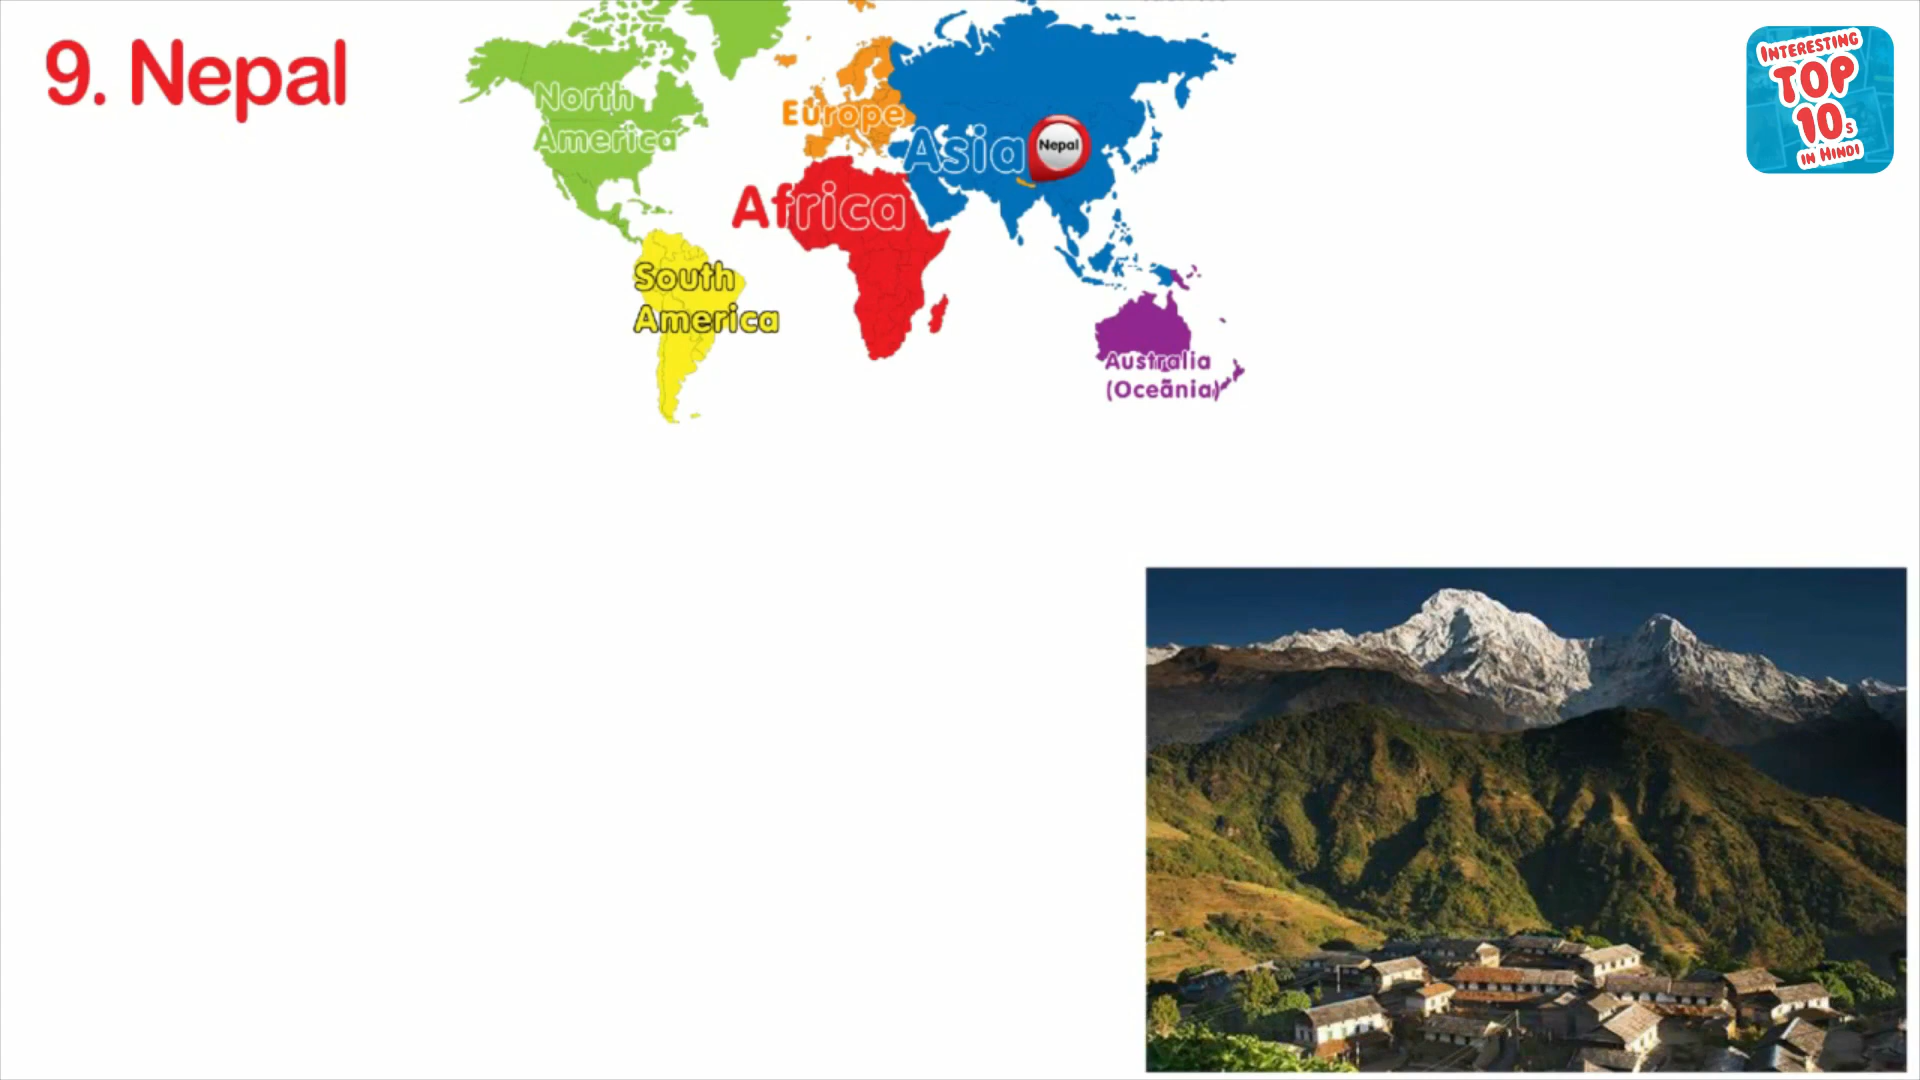 9. Nepal
North
America
Europe
Asia
Nepal
Africa
South
America
Australia
(Oceãnia)
INTERESTING
TOP
10s
IN HINDI